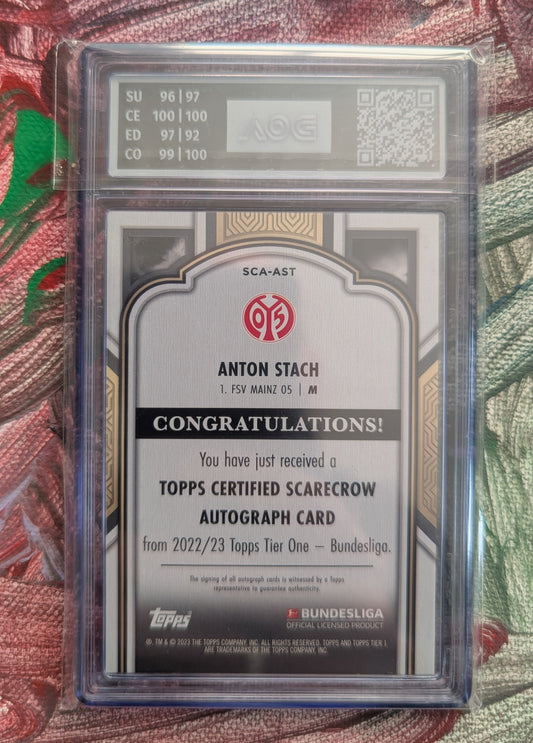 SU 96|97
CE 100|100
ED 97|92
CO 99|100
AOG
SCA-AST
05
ANTON STACH
1. FSV MAINZ 05 | M
CONGRATULATIONS!
You have just received a
TOPPS CERTIFIED SCARECROW
AUTOGRAPH CARD
from 2022/23 Topps Tier One – Bundesliga.
The signing of all autograph cards is witnessed by a Topps
representative to guarantee authenticity.
Topps
BUNDESLIGA
OFFICIAL LICENSED PRODUCT
®, TM & © 2023 THE TOPPS COMPANY, INC. ALL RIGHTS RESERVED. TOPPS AND TOPPS TIER 1
ARE TRADEMARKS OF THE TOPPS COMPANY, INC.